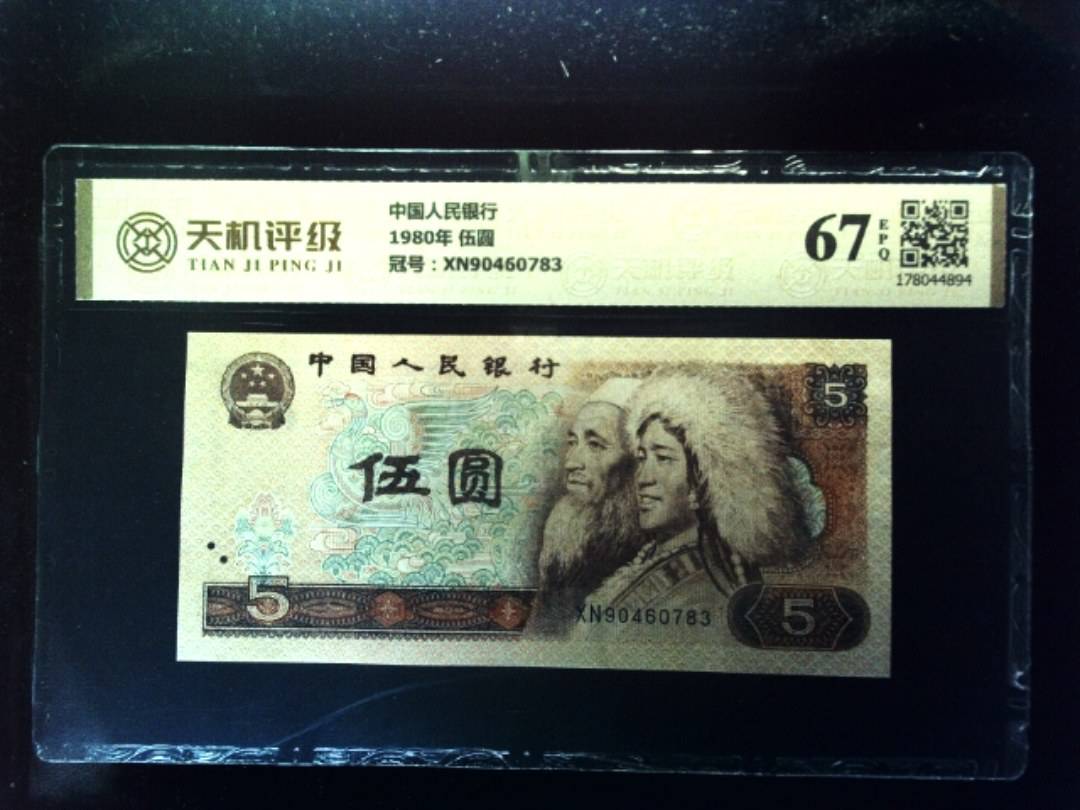 天机评级
TIAN JI PING JI
中国人民银行
1980年 伍圆
冠号：XN90460783
67
EPQ
178044894
中国人民银行
5
伍圆
5
XN90460783
5